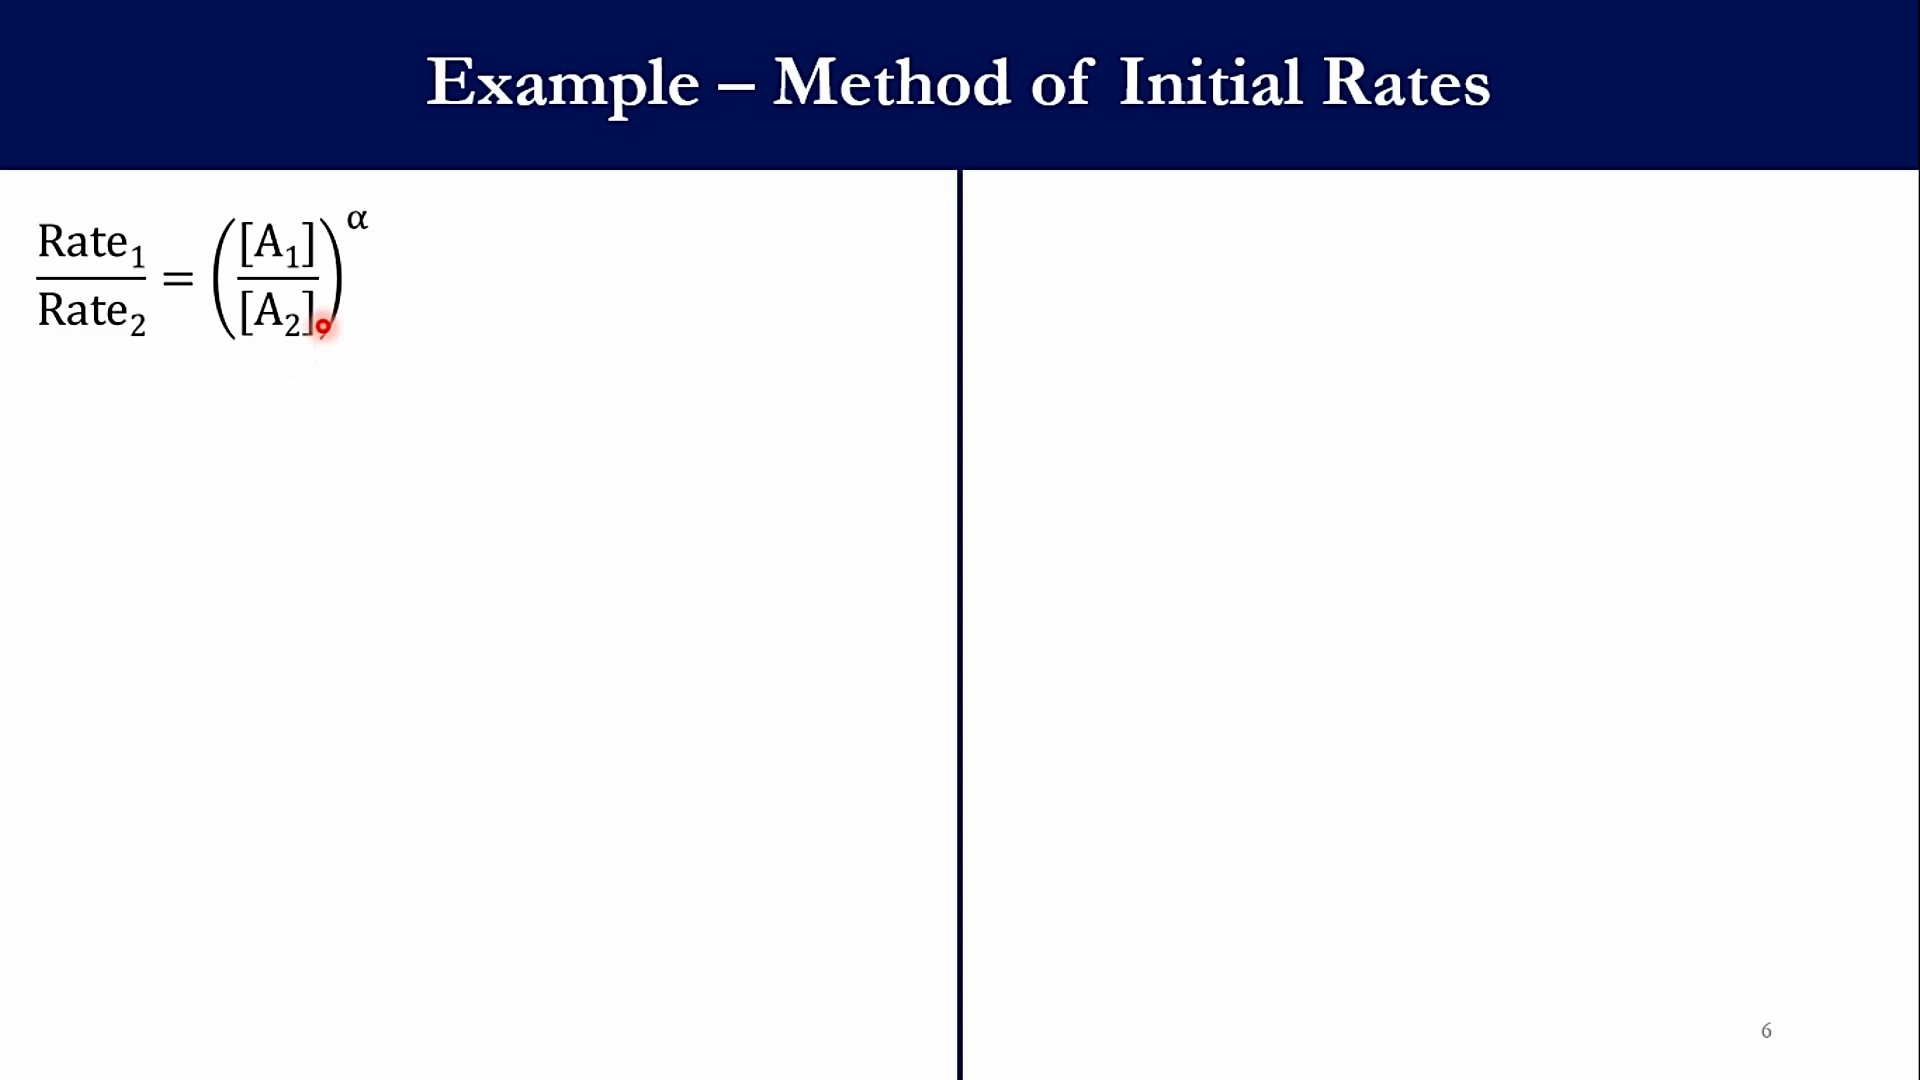 Example – Method of Initial Rates
Rate₁/Rate₂ = ([A₁]/[A₂])^α
6